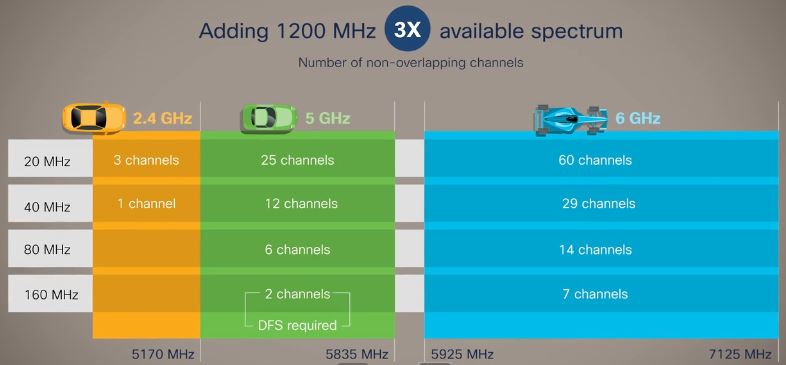 Adding 1200 MHz 3X available spectrum
Number of non-overlapping channels
2.4 GHz 5 GHz 6 GHz
20 MHz 3 channels 25 channels 60 channels
40 MHz 1 channel 12 channels 29 channels
80 MHz 6 channels 14 channels
160 MHz 2 channels 7 channels
DFS required
5170 MHz 5835 MHz 5925 MHz 7125 MHz